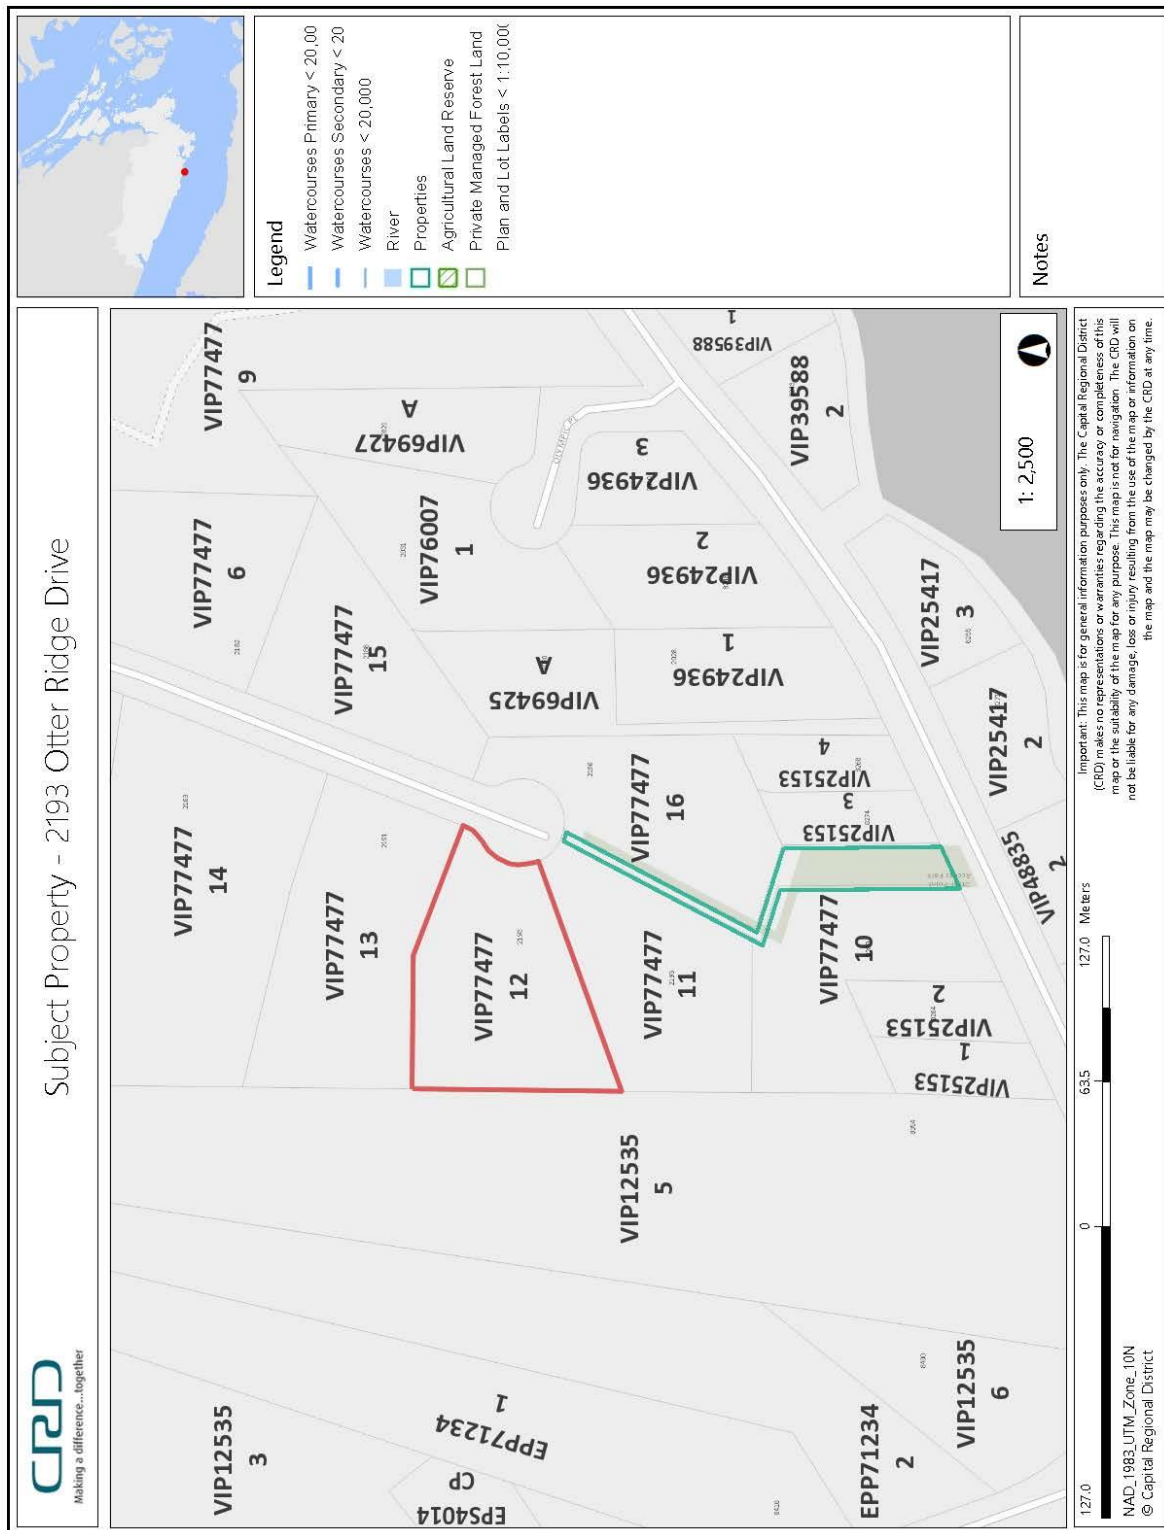 CRD
Making a difference...together
Subject Property - 2193 Otter Ridge Drive
VIP12535
3
EPS4014
CP
EPP71234
1
EPP71234
2
VIP12535
6
VIP12535
5
VIP77477
14
VIP77477
13
VIP77477
12
VIP77477
11
VIP77477
10
VIP25153
1
VIP25153
2
VIP25153
3
VIP25153
4
VIP77477
16
VIP77477
15
VIP77477
6
VIP77477
9
VIP69425
A
VIP76007
1
VIP69427
A
OLYMPIC PL
VIP24936
1
VIP24936
2
VIP24936
3
VIP39588
1
VIP39588
2
VIP25417
3
VIP25417
2
VIP48835
2
Access Park
1: 2,500
Legend
Watercourses Primary < 20,00
Watercourses Secondary < 20
Watercourses < 20,000
River
Properties
Agricultural Land Reserve
Private Managed Forest Land
Plan and Lot Labels < 1:10,00(
Notes
127.0
0
63.5
127.0 Meters
NAD_1983_UTM_Zone_10N
© Capital Regional District
Important: This map is for general information purposes only. The Capital Regional District
(CRD) makes no representations or warranties regarding the accuracy or completeness of this
map or the suitability of the map for any purpose. This map is not for navigation. The CRD will
not be liable for any damage, loss or injury resulting from the use of the map or information on
the map and the map may be changed by the CRD at any time.